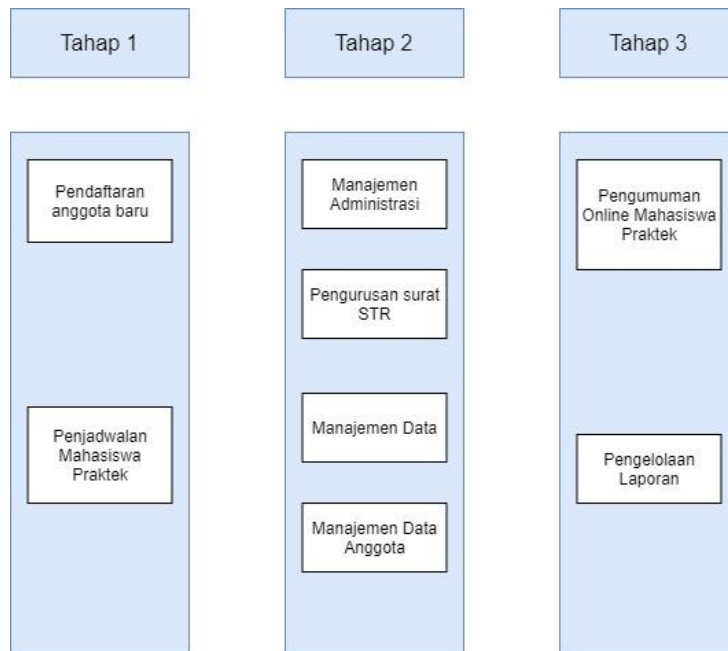 Tahap 1
Tahap 2
Tahap 3
Pendaftaran
anggota baru
Penjadwalan
Mahasiswa
Praktek
Manajemen
Administrasi
Pengurusan surat
STR
Manajemen Data
Manajemen Data
Anggota
Pengumuman
Online Mahasiswa
Praktek
Pengelolaan
Laporan